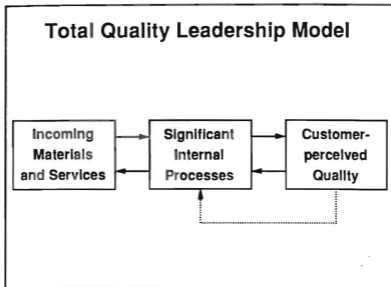 Total Quality Leadership Model
Incoming
Materials
and Services
Significant
Internal
Processes
Customer-
perceived
Quality